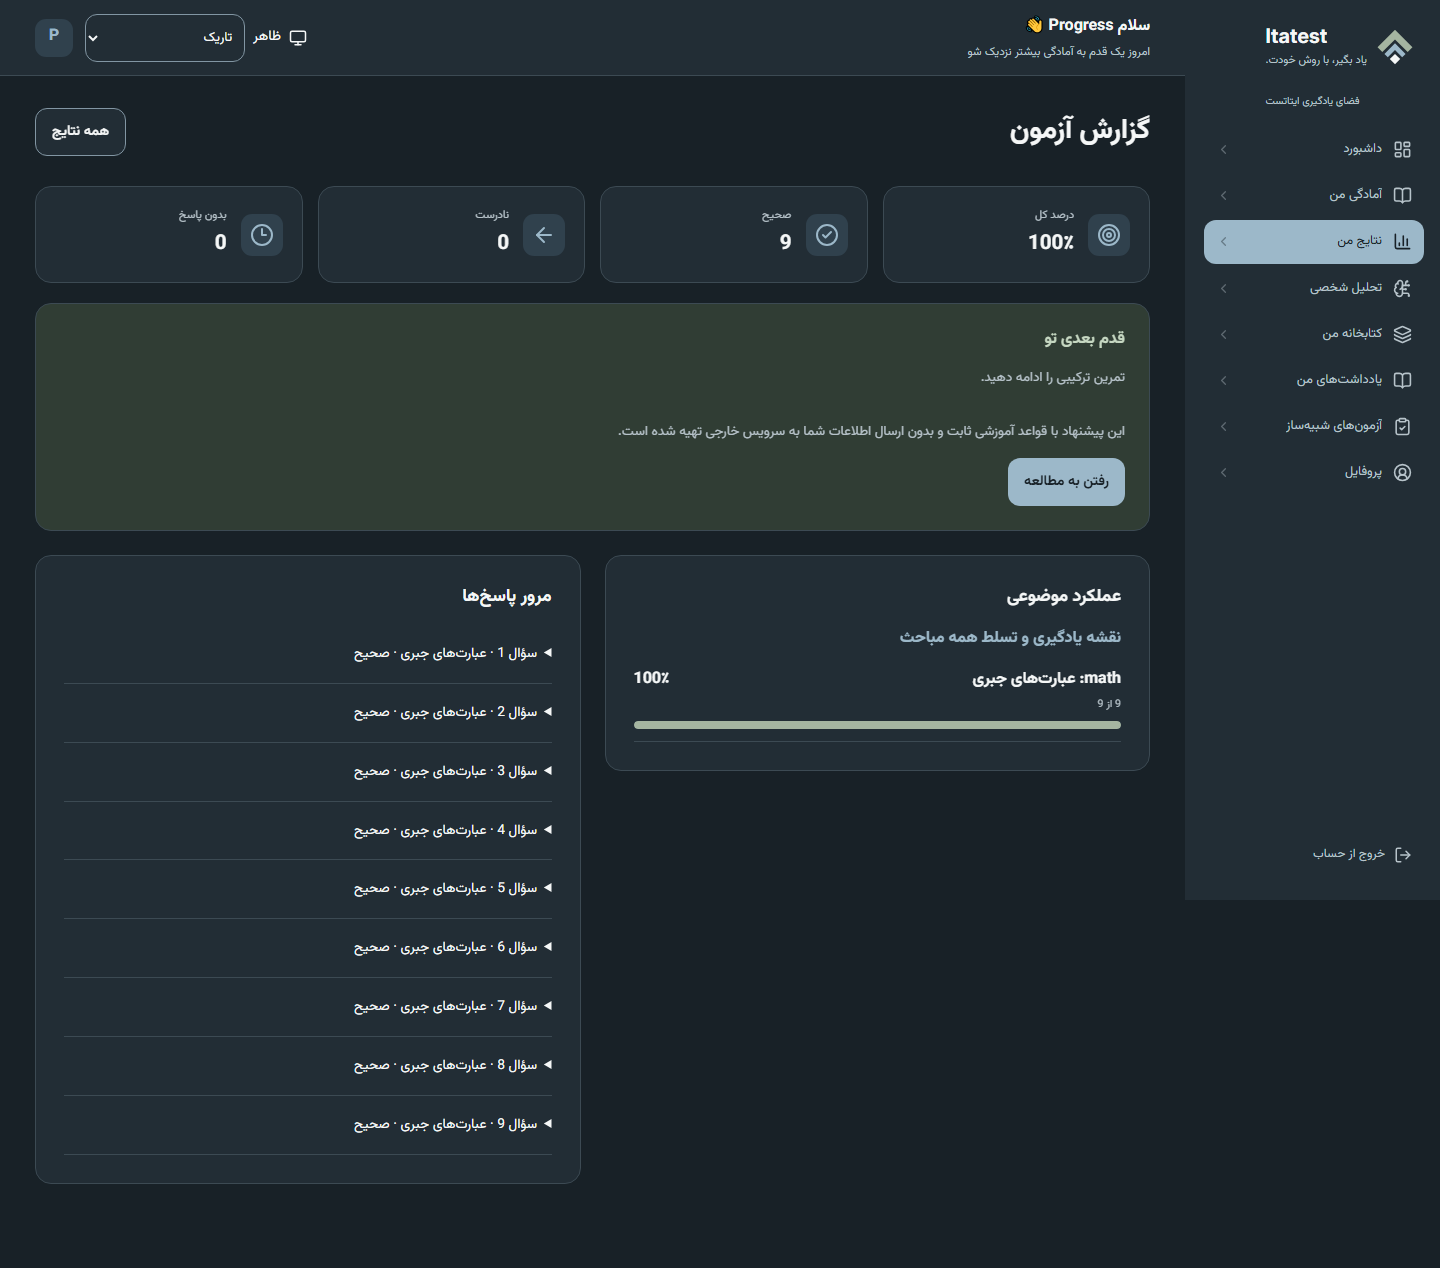 Itatest
یاد بگیر، با روش خودت.
فضای یادگیری ایتاتست
داشبورد
آمادگی من
نتایج من
تحلیل شخصی
کتابخانه من
یادداشت‌های من
آزمون‌های شبیه‌ساز
پروفایل
خروج از حساب
سلام Progress 👋
امروز یک قدم به آمادگی بیشتر نزدیک شو
ظاهر
تاریک
P
گزارش آزمون
همه نتایج
درصد کل
100٪
صحیح
9
نادرست
0
بدون پاسخ
0
قدم بعدی تو
تمرین ترکیبی را ادامه دهید.
این پیشنهاد با قواعد آموزشی ثابت و بدون ارسال اطلاعات شما به سرویس خارجی تهیه شده است.
رفتن به مطالعه
عملکرد موضوعی
نقشه یادگیری و تسلط همه مباحث
math: عبارت‌های جبری
100٪
9 از 9
مرور پاسخ‌ها
سؤال 1 · عبارت‌های جبری · صحیح
سؤال 2 · عبارت‌های جبری · صحیح
سؤال 3 · عبارت‌های جبری · صحیح
سؤال 4 · عبارت‌های جبری · صحیح
سؤال 5 · عبارت‌های جبری · صحیح
سؤال 6 · عبارت‌های جبری · صحیح
سؤال 7 · عبارت‌های جبری · صحیح
سؤال 8 · عبارت‌های جبری · صحیح
سؤال 9 · عبارت‌های جبری · صحیح